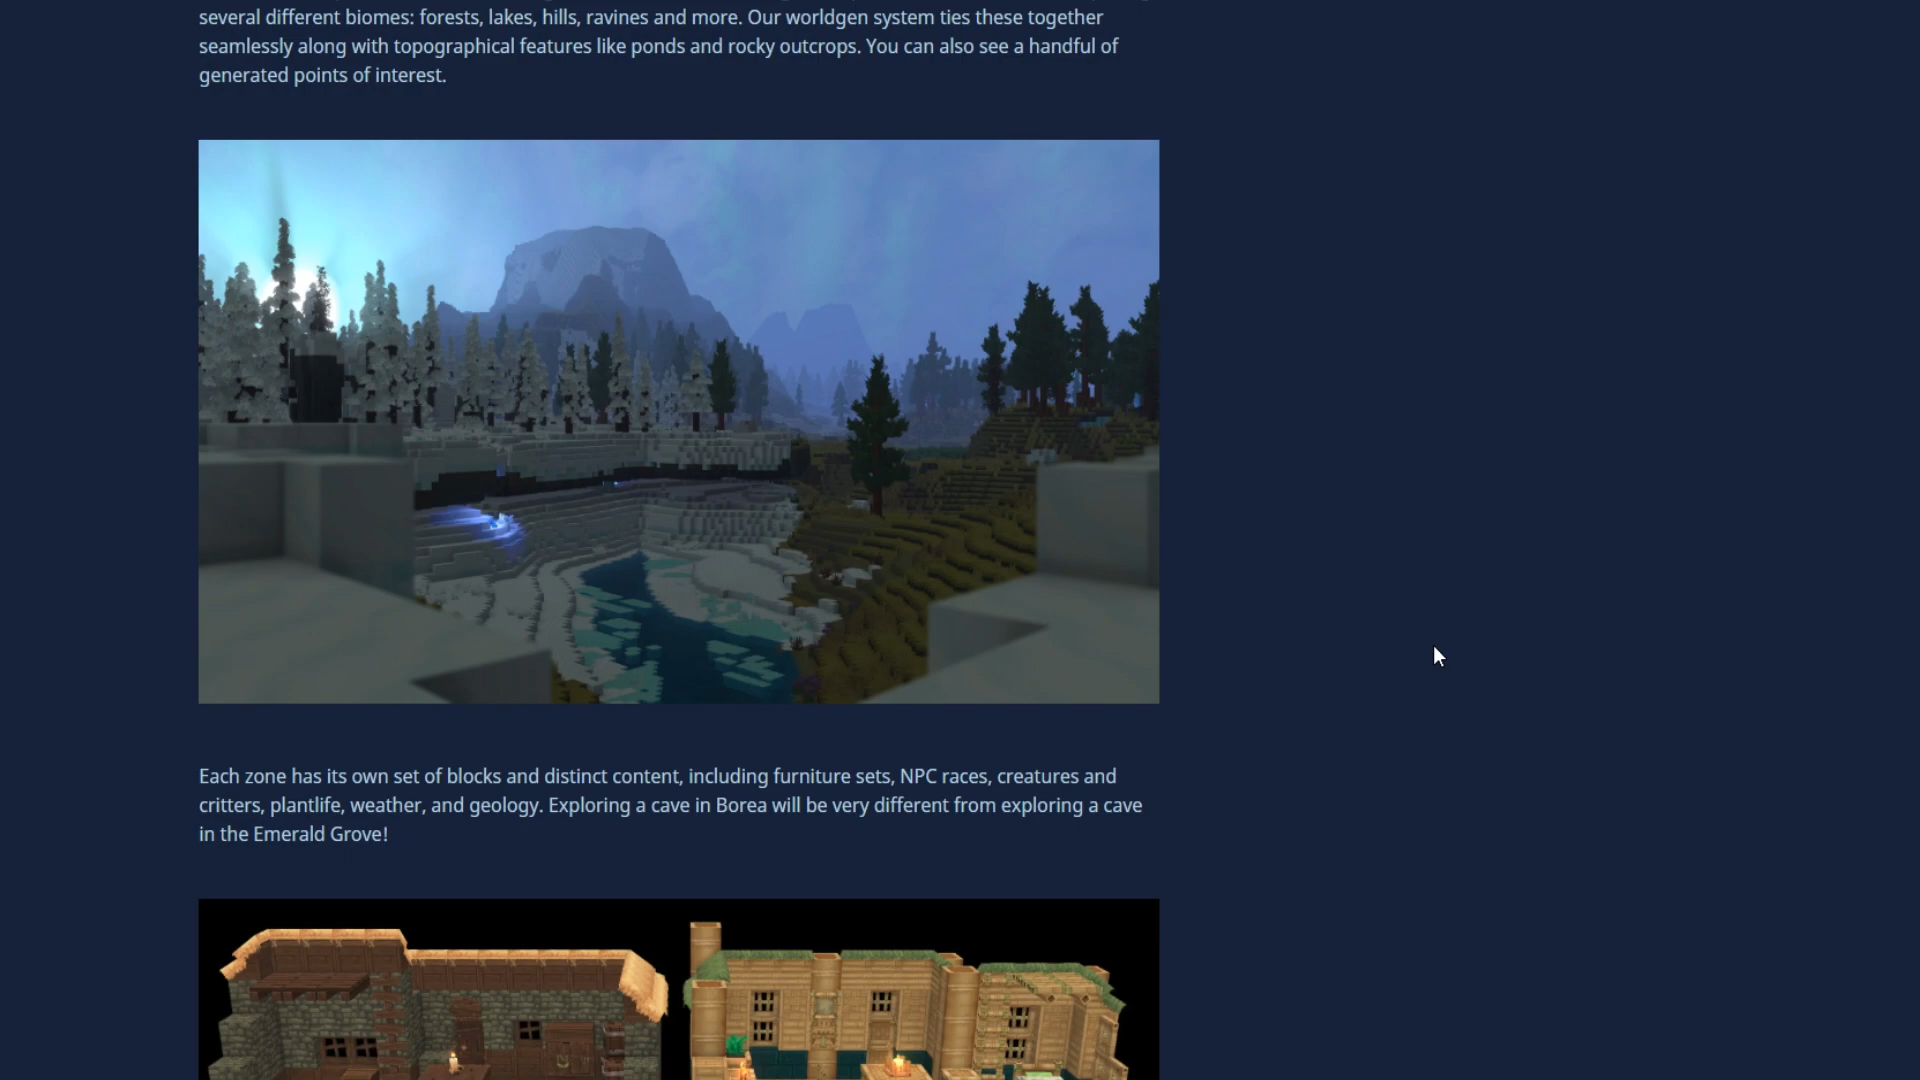 several different biomes: forests, lakes, hills, ravines and more. Our worldgen system ties these together
seamlessly along with topographical features like ponds and rocky outcrops. You can also see a handful of
generated points of interest.
Each zone has its own set of blocks and distinct content, including furniture sets, NPC races, creatures and
critters, plantlife, weather, and geology. Exploring a cave in Borea will be very different from exploring a cave
in the Emerald Grove!